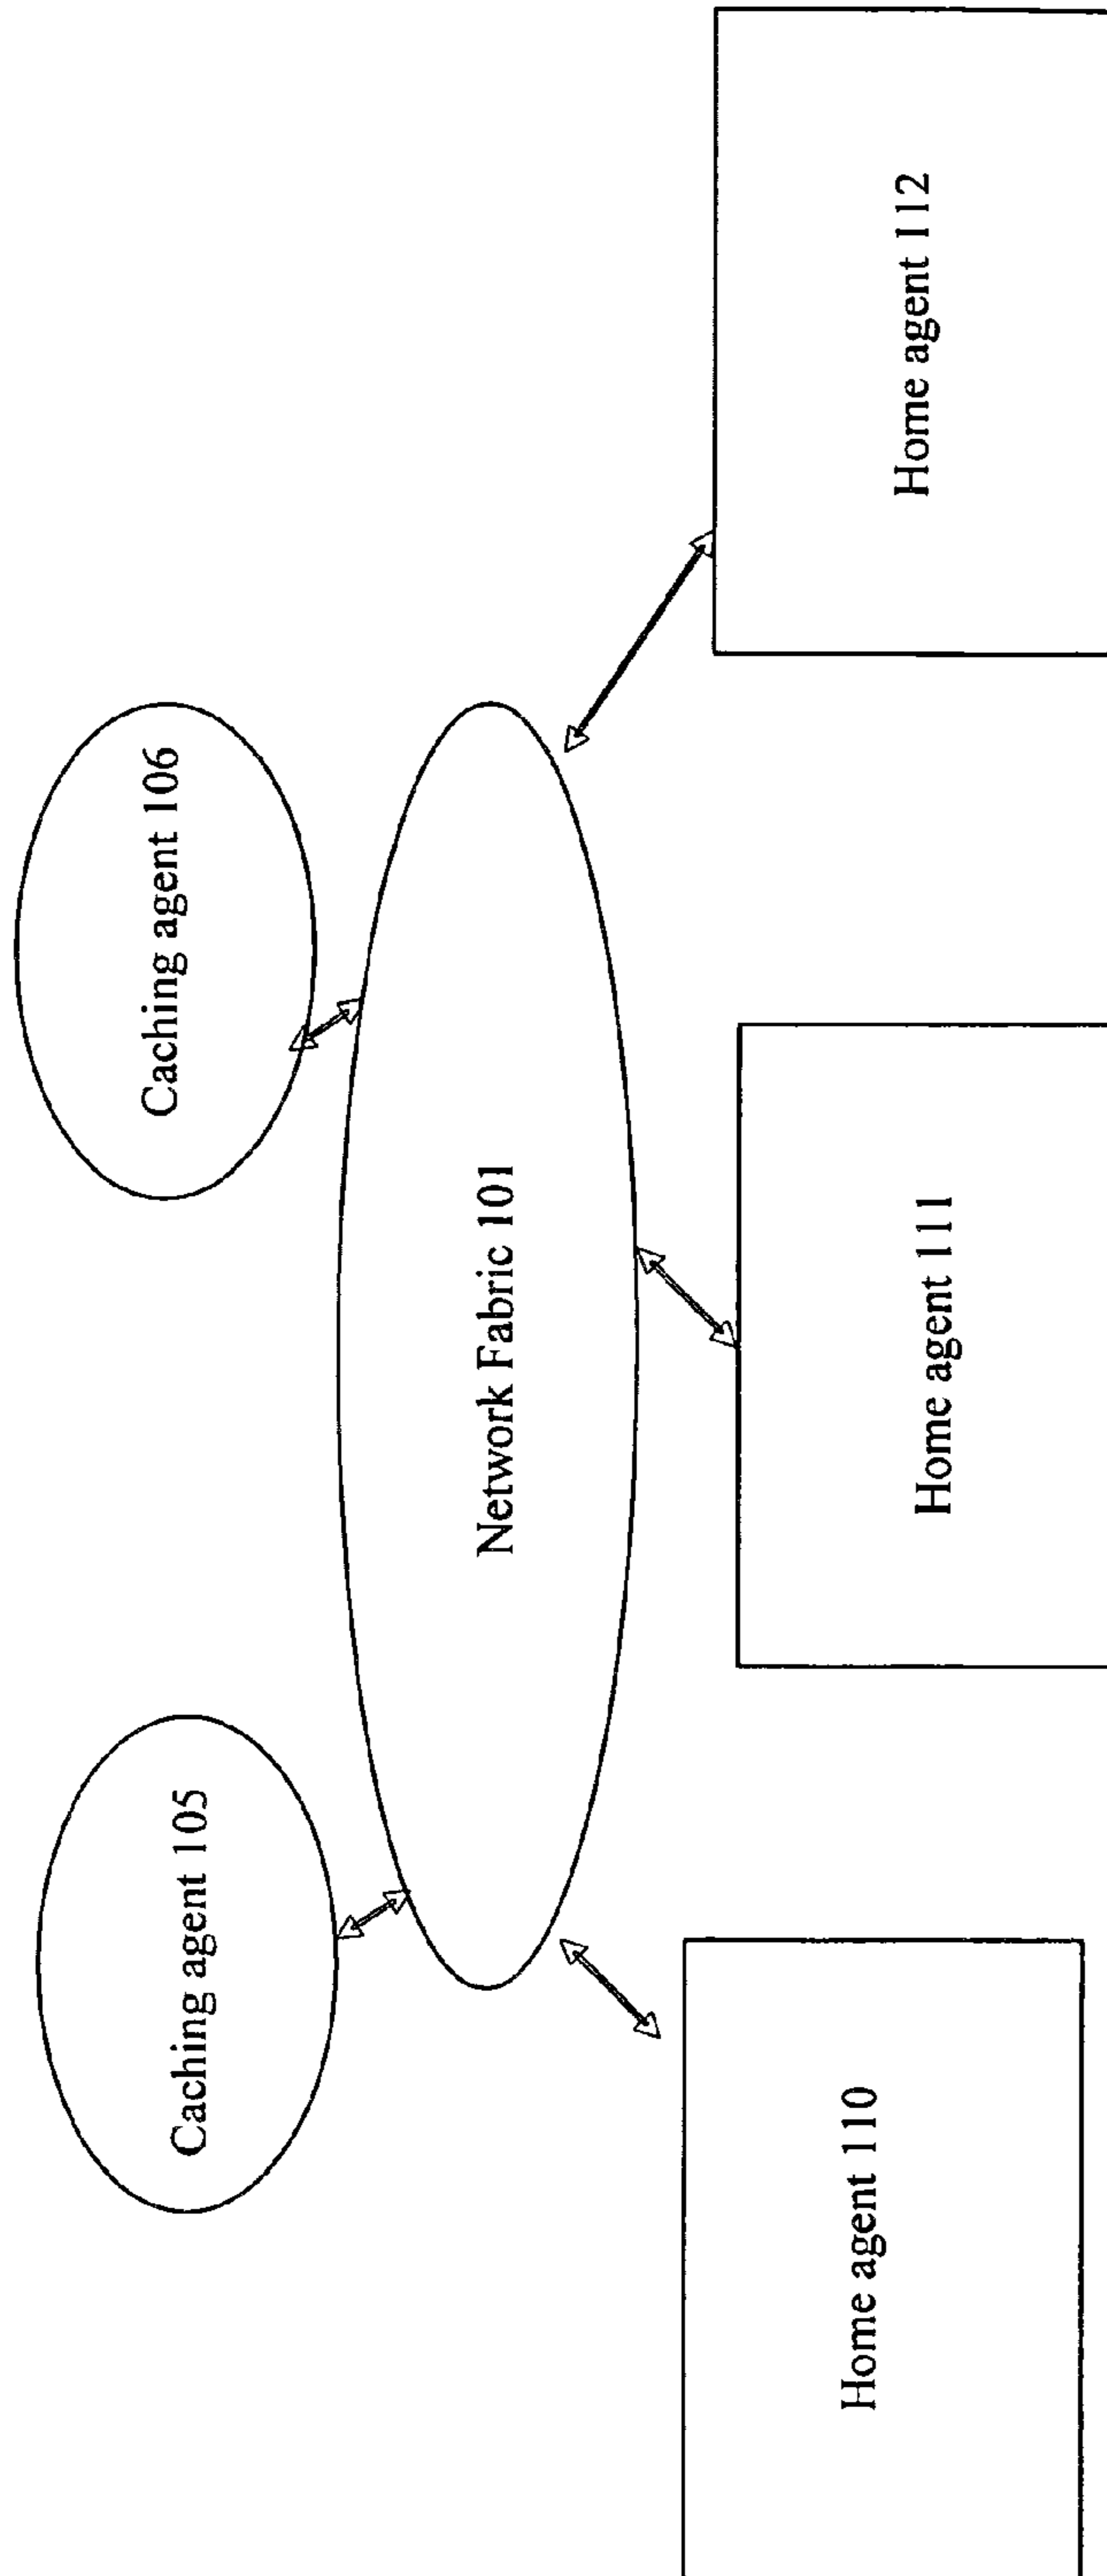 Caching agent 105
Caching agent 106
Network Fabric 101
Home agent 110
Home agent 111
Home agent 112